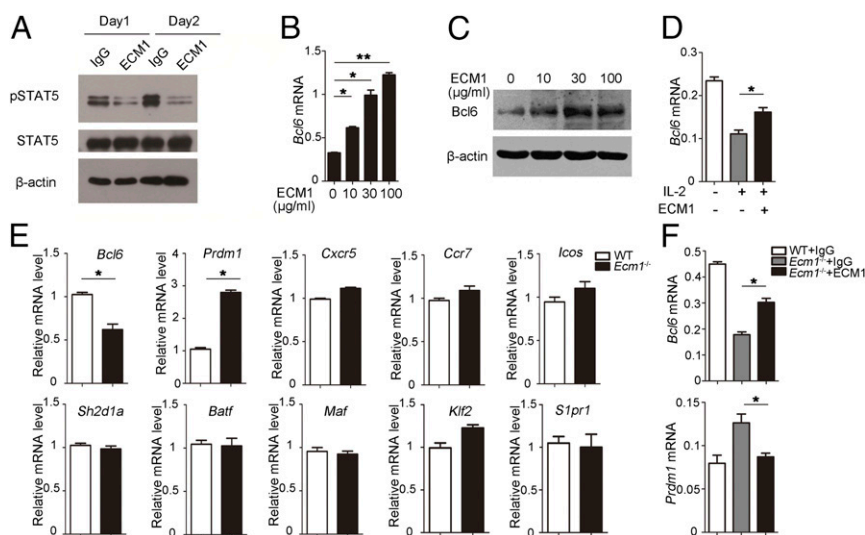 A
Day1 Day2
IgG ECM1 IgG ECM1
pSTAT5
STAT5
β-actin
B
Bcl6 mRNA
1.5
1
0.5
0
**
*
*
ECM1 0 10 30 100
(μg/ml)
C
ECM1 0 10 30 100
(μg/ml)
Bcl6
β-actin
D
Bcl6 mRNA
0.3
0.2
0.1
0
*
IL-2 - + +
ECM1 - - +
E
Bcl6
Relative mRNA level
1.5
1
0.5
0
*
Prdm1
Relative mRNA level
4
3
2
1
0
*
Cxcr5
Relative mRNA level
1.5
1
0.5
0
Ccr7
Relative mRNA level
1.5
1
0.5
0
Icos
Relative mRNA level
1.5
1
0.5
0
WT
Ecm1-/-
Sh2d1a
Relative mRNA level
1.5
1
0.5
0
Batf
Relative mRNA level
1.5
1
0.5
0
Maf
Relative mRNA level
1.5
1
0.5
0
Klf2
Relative mRNA level
1.5
1
0.5
0
S1pr1
Relative mRNA level
1.5
1
0.5
0
F
WT+IgG
Ecm1-/-+IgG
Ecm1-/-+ECM1
Bcl6 mRNA
0.5
0.4
0.3
0.2
0.1
0
*
Prdm1 mRNA
0.15
0.1
0.05
0
*